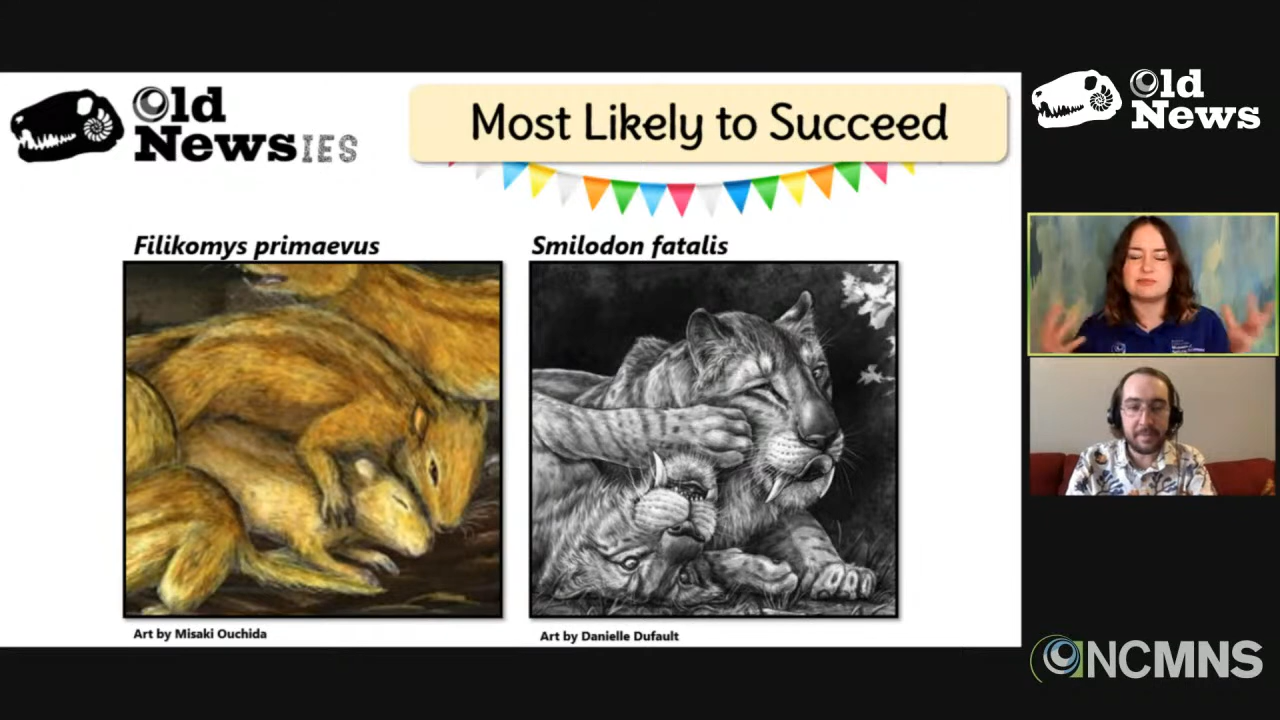 Old
NewsIES
Most Likely to Succeed
Old
News
Filikomys primaevus
Smilodon fatalis
Art by Misaki Ouchida
Art by Danielle Dufault
NCMNS